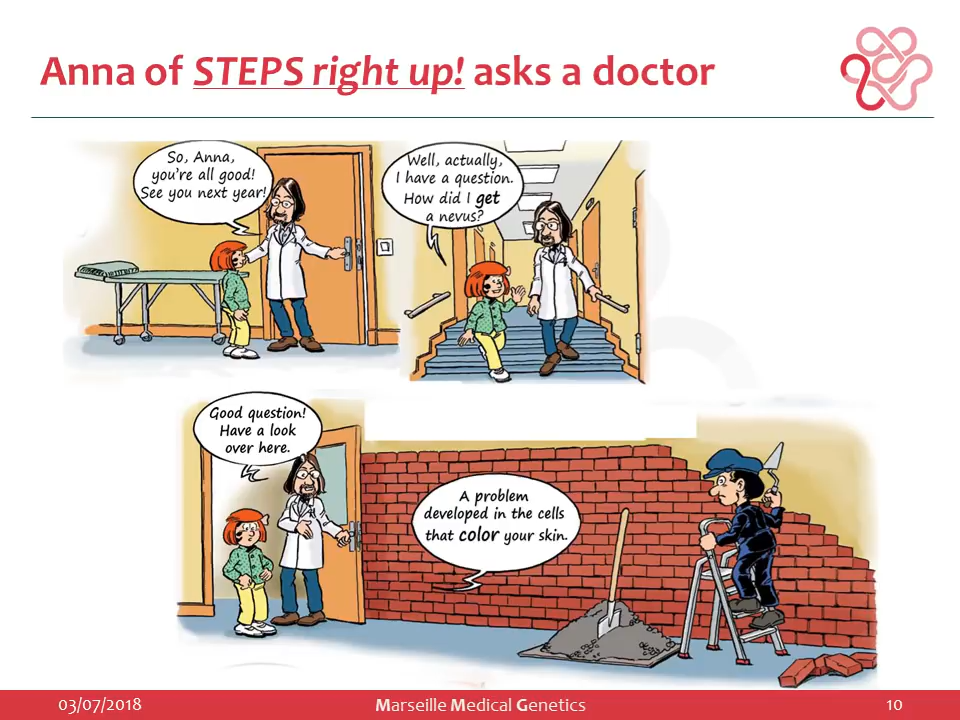 Anna of STEPS right up! asks a doctor
So, Anna,
you're all good!
See you next year!
Well, actually,
I have a question.
How did I get
a nevus?
Good question!
Have a look
over here.
A problem
developed in the cells
that color your skin.
03/07/2018
Marseille Medical Genetics
10